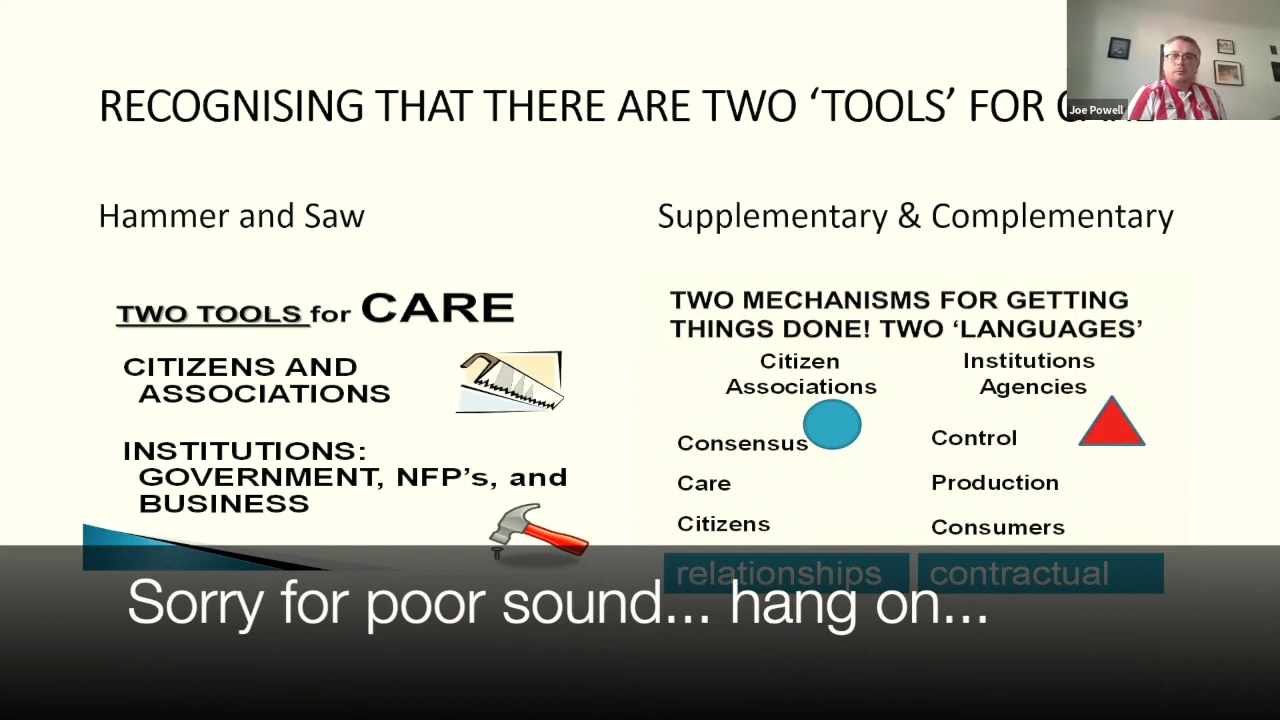 RECOGNISING THAT THERE ARE TWO ‘TOOLS’ FOR
Joe Powell
Hammer and Saw
Supplementary & Complementary
TWO TOOLS for CARE
CITIZENS AND
ASSOCIATIONS
INSTITUTIONS:
GOVERNMENT, NFP’s, and
BUSINESS
TWO MECHANISMS FOR GETTING
THINGS DONE! TWO ‘LANGUAGES’
Citizen
Associations
Institutions
Agencies
Consensus
Control
Care
Production
Citizens
Consumers
relationships
contractual
Sorry for poor sound... hang on...